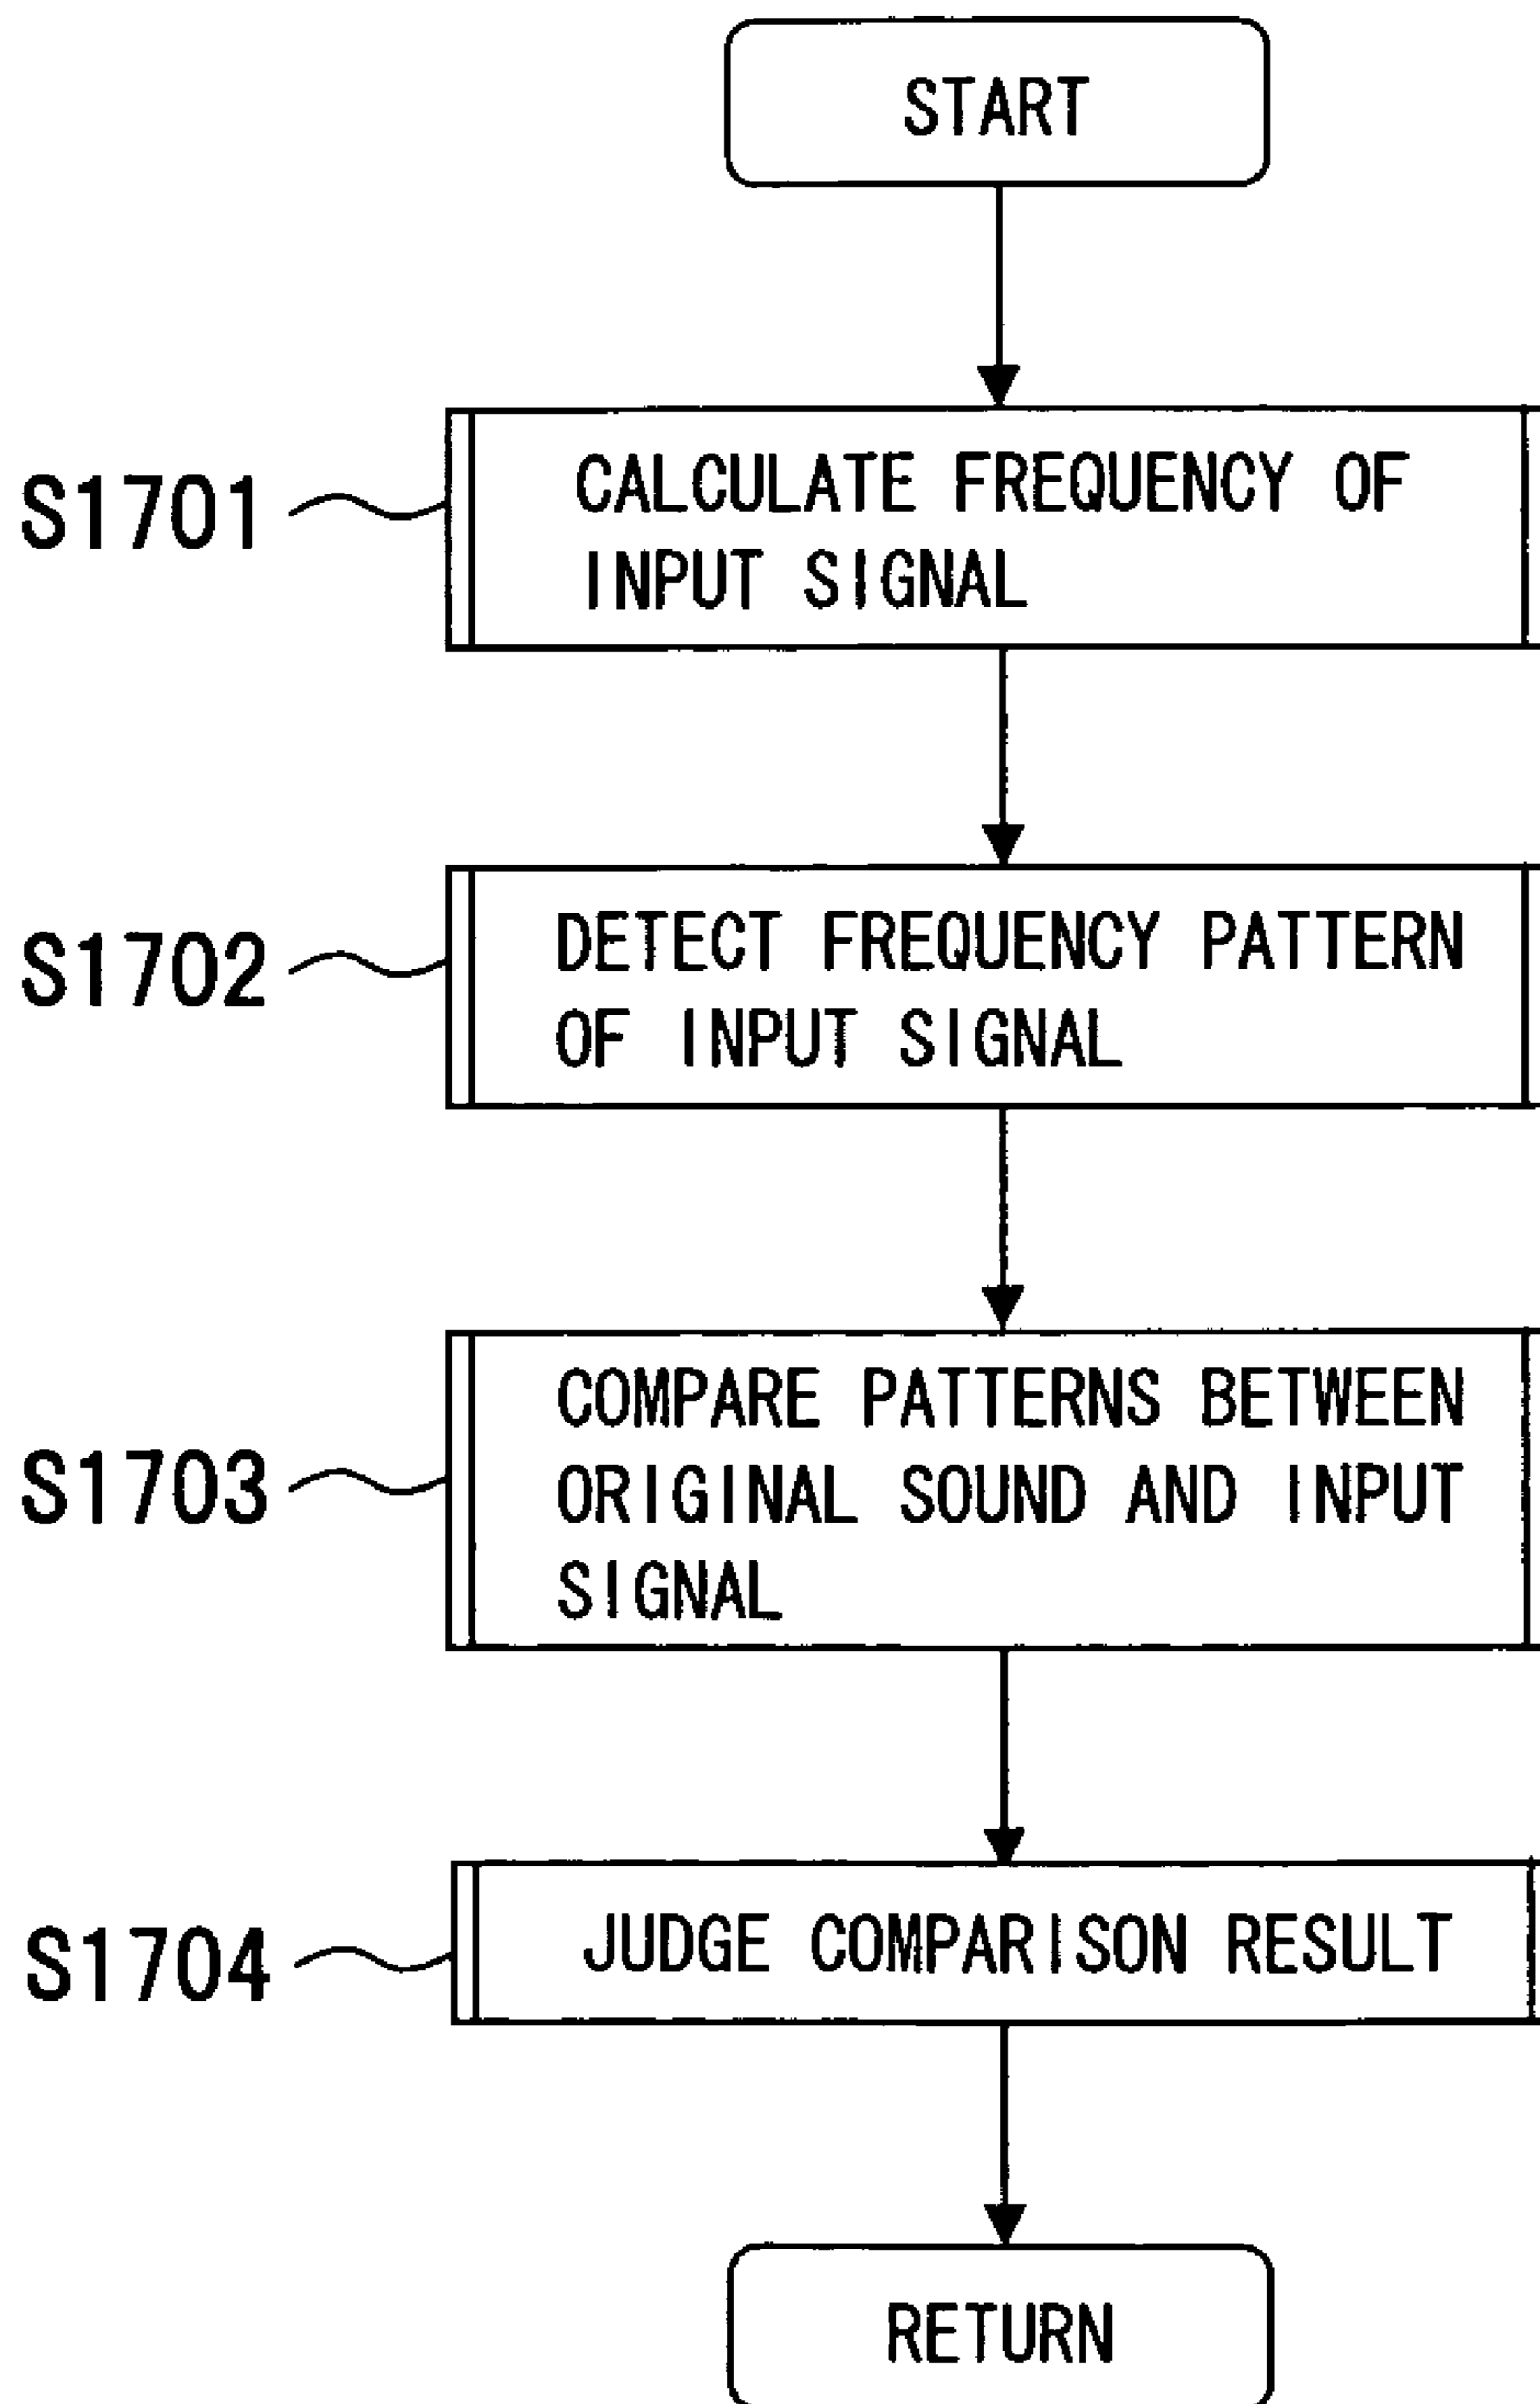 START
S1701
CALCULATE FREQUENCY OF
INPUT SIGNAL
S1702
DETECT FREQUENCY PATTERN
OF INPUT SIGNAL
S1703
COMPARE PATTERNS BETWEEN
ORIGINAL SOUND AND INPUT
SIGNAL
S1704
JUDGE COMPARISON RESULT
RETURN